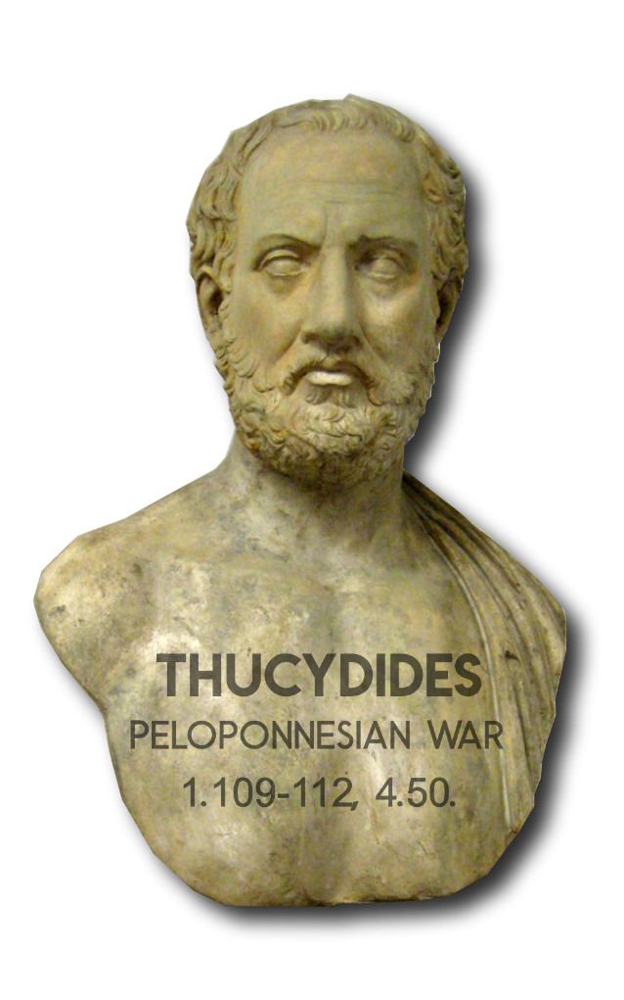 THUCYDIDES
PELOPONNESIAN WAR
1.109-112, 4.50.